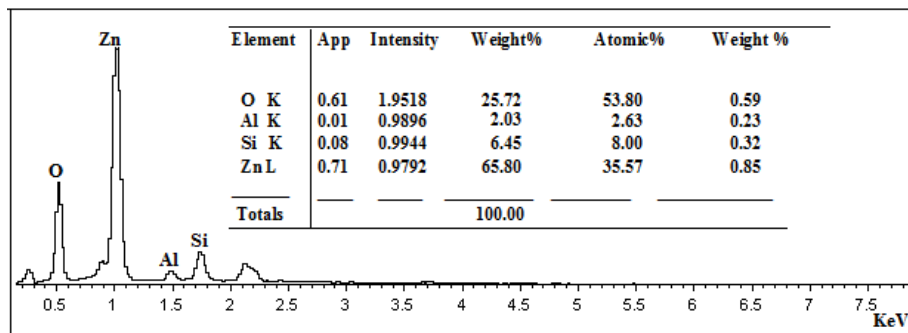 Zn
Element App Intensity Weight% Atomic% Weight %
O K 0.61 1.9518 25.72 53.80 0.59
Al K 0.01 0.9896 2.03 2.63 0.23
Si K 0.08 0.9944 6.45 8.00 0.32
Zn L 0.71 0.9792 65.80 35.57 0.85
Totals 100.00
O
Al
Si
0.5 1 1.5 2 2.5 3 3.5 4 4.5 5 5.5 6 6.5 7 7.5
KeV